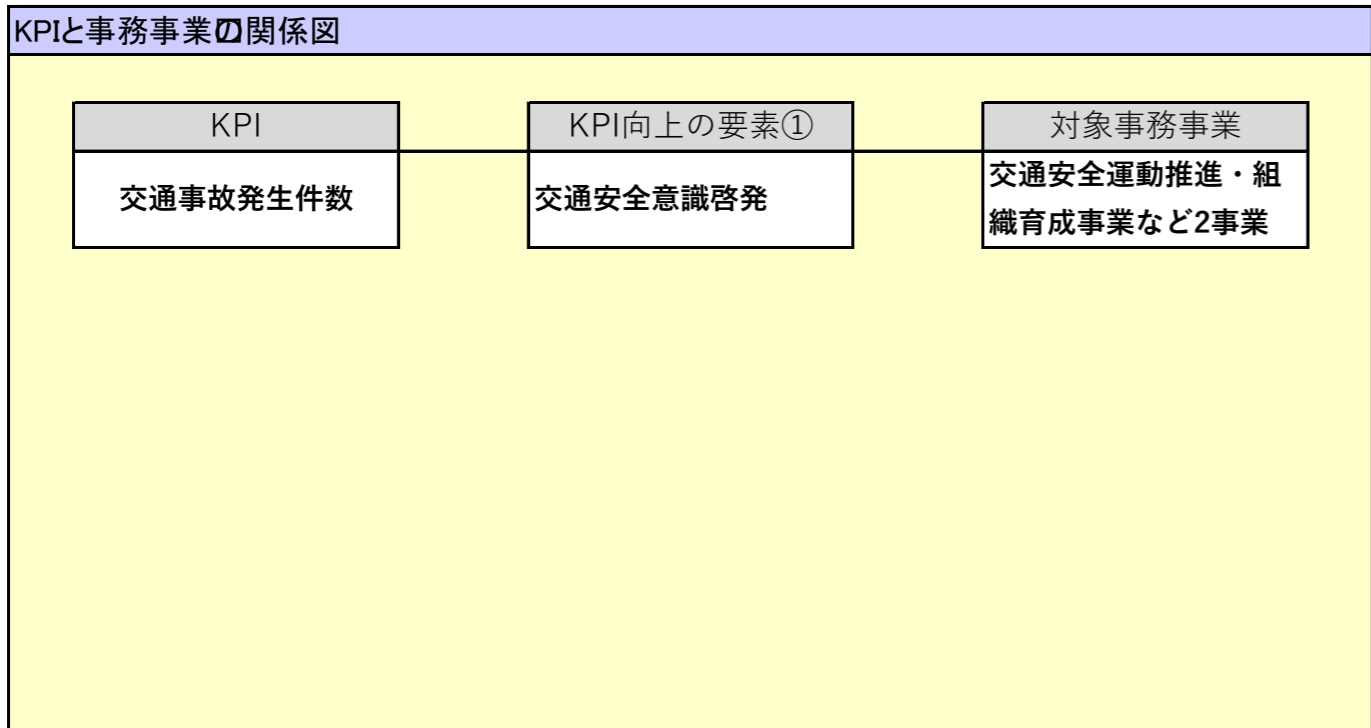 KPIと事務事業の関係図
KPI
KPI向上の要素①
対象事務事業
交通事故発生件数
交通安全意識啓発
交通安全運動推進・組
織育成事業など2事業